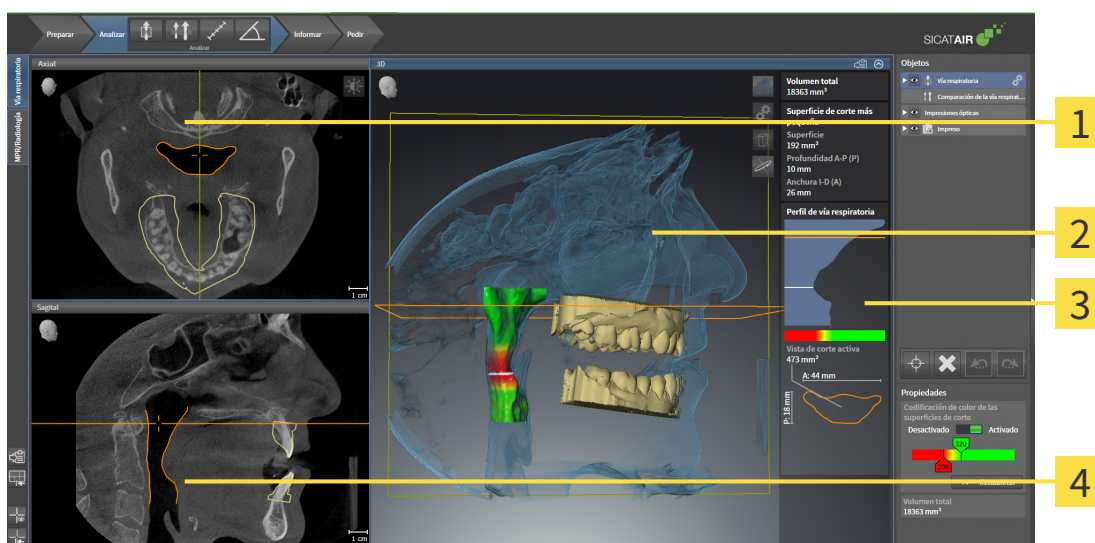 Preparar
Analizar
Analizar
Informar
Pedir
SICATAIR
Vía respiratoria
MPR/Radiología
Axial
1 cm
Sagital
1 cm
3D
Volumen total
18363 mm³
Superficie de corte más
Superficie
192 mm²
Profundidad A-P (P)
10 mm
Anchura I-D (A)
26 mm
Perfil de vía respiratoria
Vista de corte activa
473 mm²
A: 44 mm
P: 18 mm
Objetos
Vía respiratoria
Comparación de la vía respirat...
Impresiones ópticas
Impreso
Propiedades
Codificación de color de las
superficies de corte
Desactivado
Activado
320
200
Volumen total
18363 mm³
1
2
3
4